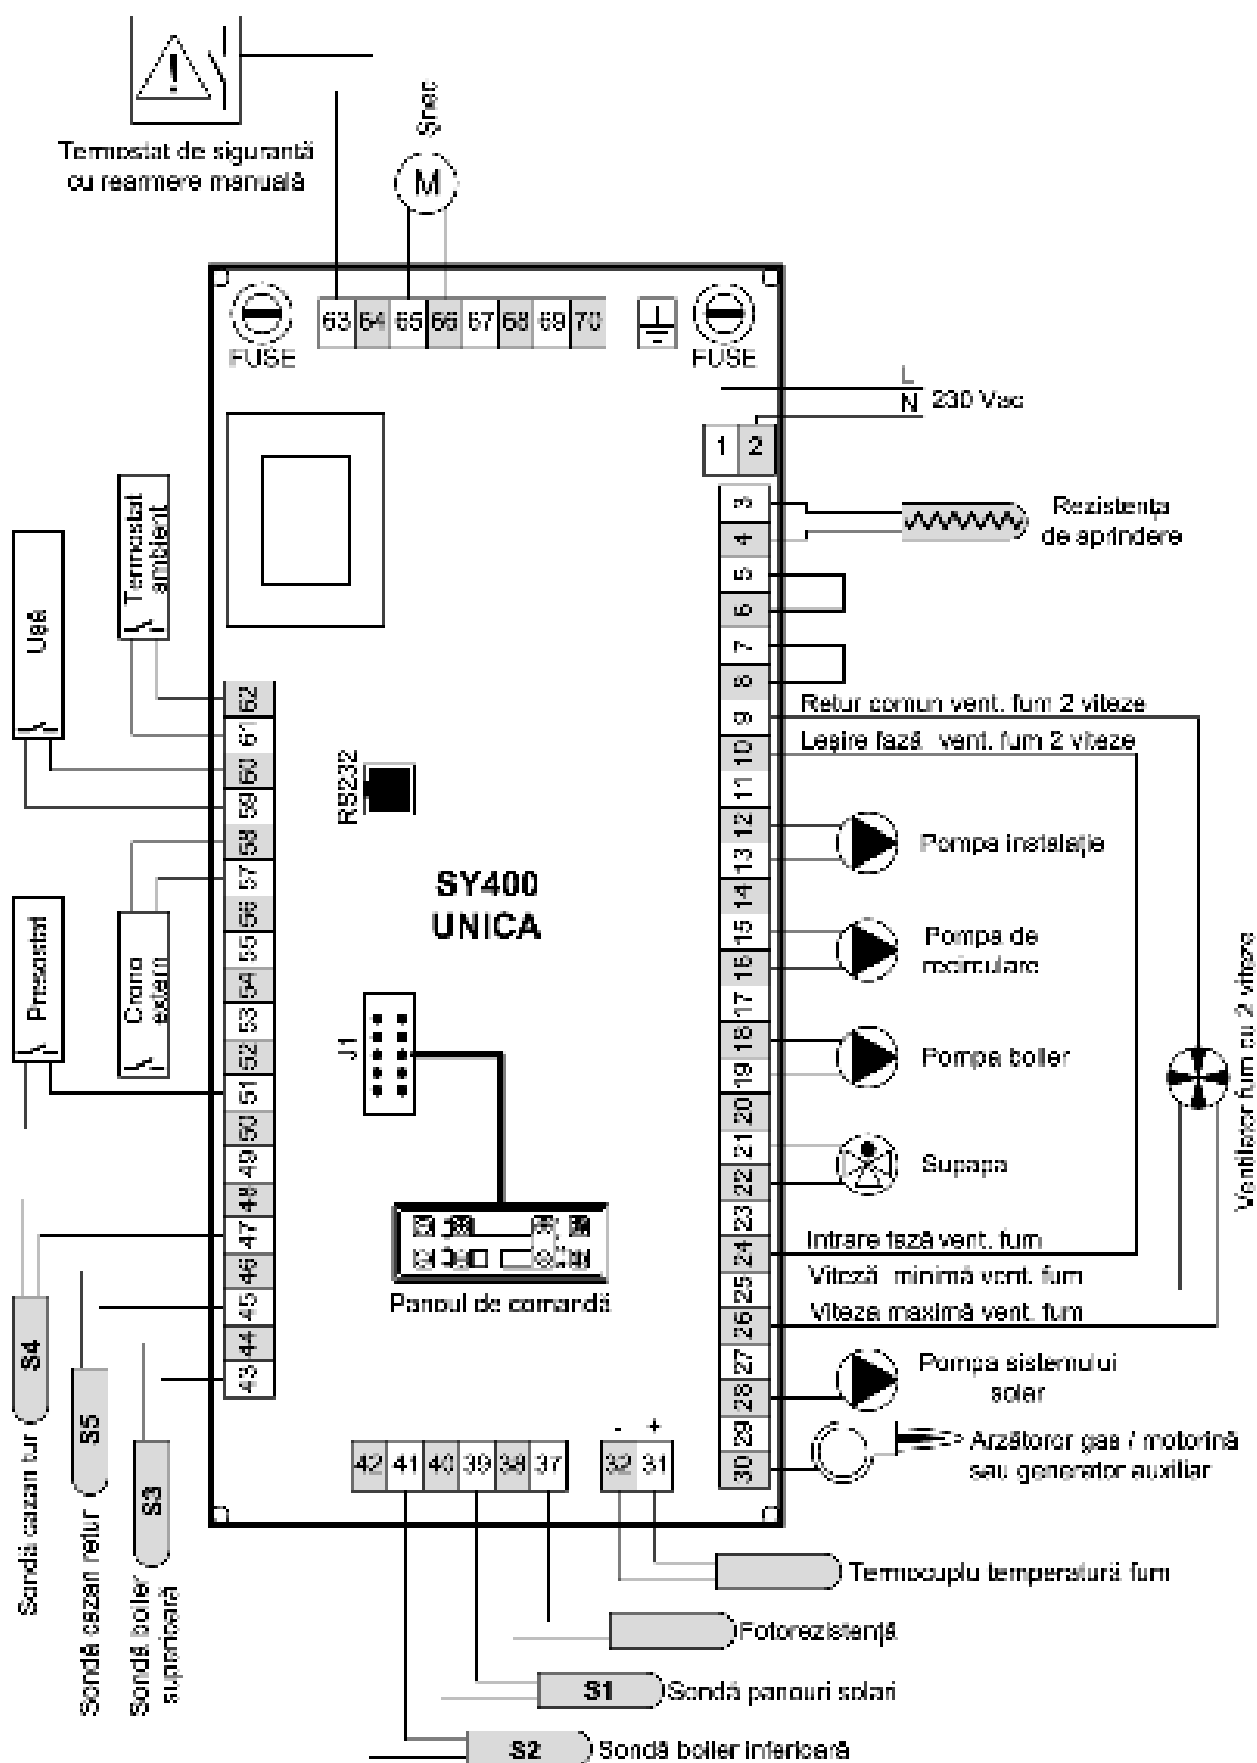 Termostat de sigurantă
cu rearmere manuală
Șnec
M
FUSE
63 64 65 66 67 68 69 70
FUSE
L
N 230 Vac
1 2
3
4
5
6
7
8
9
10
11
12
13
14
15
16
17
18
19
20
21
22
23
24
25
26
27
28
29
30
Rezistența
de aprindere
Retur comun vent. fum 2 viteze
Leșire fază vent. fum 2 viteze
Pompa instalație
Pompa de
recirculare
Pompa boiler
Supapa
Intrare fază vent. fum
Viteză minimă vent. fum
Viteza maximă vent. fum
Pompa sistemului
solar
Arzătoror gas / motorină
sau generator auxiliar
Ventilator fum cu 2 viteze
Termostat
ambient
Ușă
62
61
60
59
58
57
56
55
54
53
52
51
50
49
48
47
46
45
44
43
Presostat
Crono
extern
RS232
SY400
UNICA
J1
Panoul de comandă
S4
Sondă cazan tur
S5
Sondă cazan retur
S3
Sondă boiler
superioară
42 41 40 39 38 37
- +
32 31
Termocuplu temperatură fum
Fotorezistență
S1 Sondă panouri solari
S2 Sondă boiler inferioară